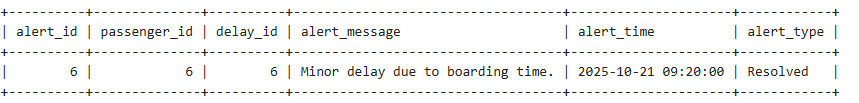 +----------+--------------+----------+---------------------------------+---------------------+------------+
| alert_id | passenger_id | delay_id | alert_message                   | alert_time          | alert_type |
+----------+--------------+----------+---------------------------------+---------------------+------------+
|        6 |            6 |        6 | Minor delay due to boarding time. | 2025-10-21 09:20:00 | Resolved   |
+----------+--------------+----------+---------------------------------+---------------------+------------+